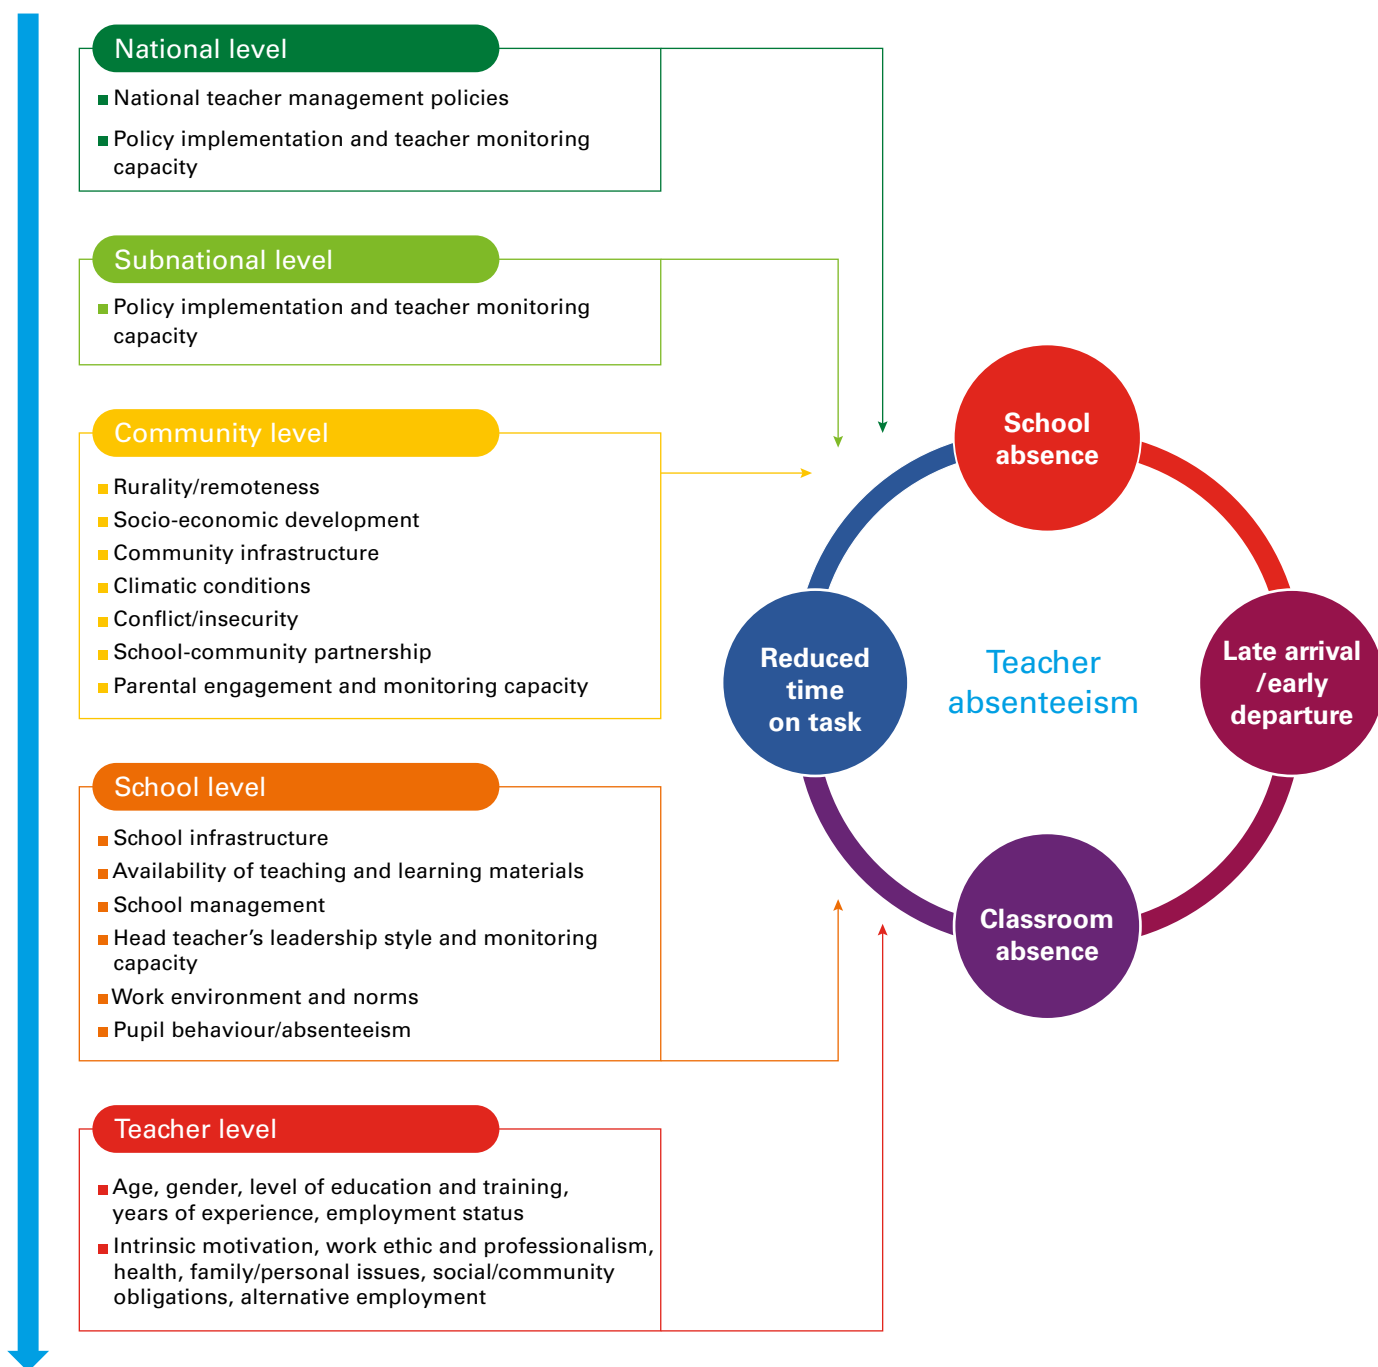 National level
National teacher management policies
Policy implementation and teacher monitoring
capacity
Subnational level
Policy implementation and teacher monitoring
capacity
Community level
Rurality/remoteness
Socio-economic development
Community infrastructure
Climatic conditions
Conflict/insecurity
School-community partnership
Parental engagement and monitoring capacity
School level
School infrastructure
Availability of teaching and learning materials
School management
Head teacher’s leadership style and monitoring
capacity
Work environment and norms
Pupil behaviour/absenteeism
Teacher level
Age, gender, level of education and training,
years of experience, employment status
Intrinsic motivation, work ethic and professionalism,
health, family/personal issues, social/community
obligations, alternative employment
School
absence
Late arrival
/early
departure
Classroom
absence
Reduced
time
on task
Teacher
absenteeism